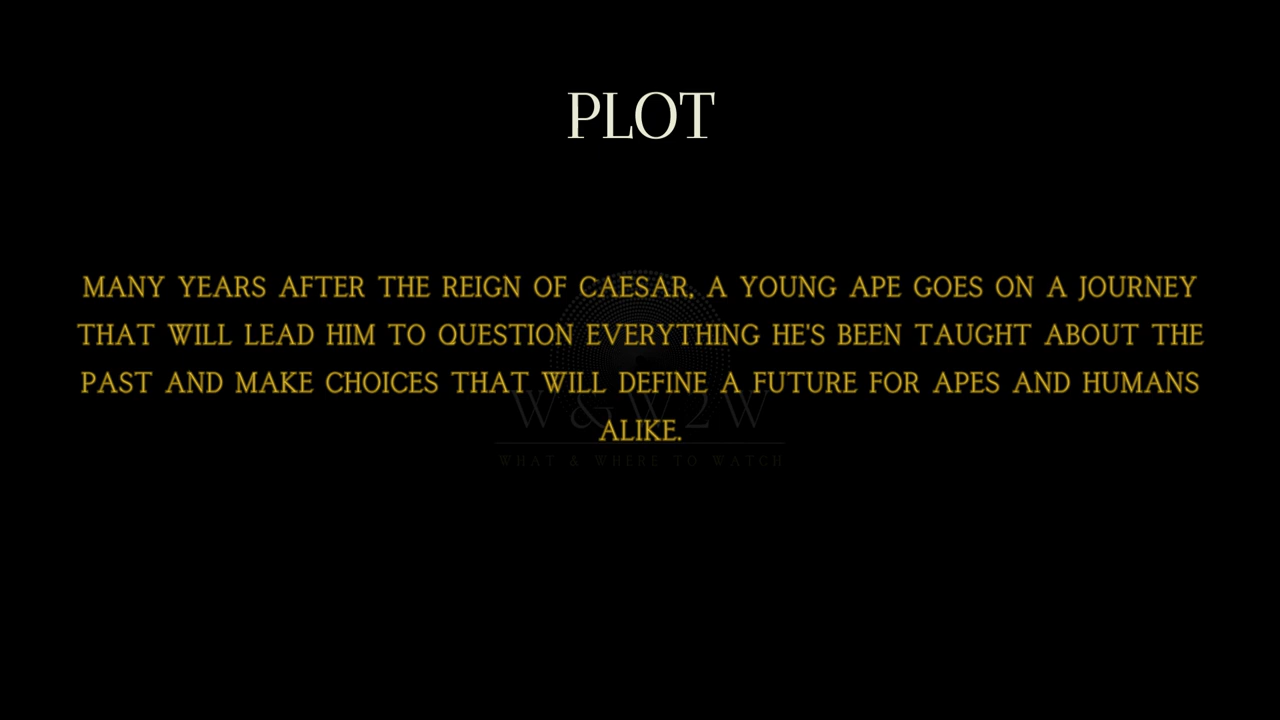 PLOT
MANY YEARS AFTER THE REIGN OF CAESAR, A YOUNG APE GOES ON A JOURNEY
THAT WILL LEAD HIM TO QUESTION EVERYTHING HE'S BEEN TAUGHT ABOUT THE
PAST AND MAKE CHOICES THAT WILL DEFINE A FUTURE FOR APES AND HUMANS
W&W2W
ALIKE.
WHAT & WHERE TO WATCH